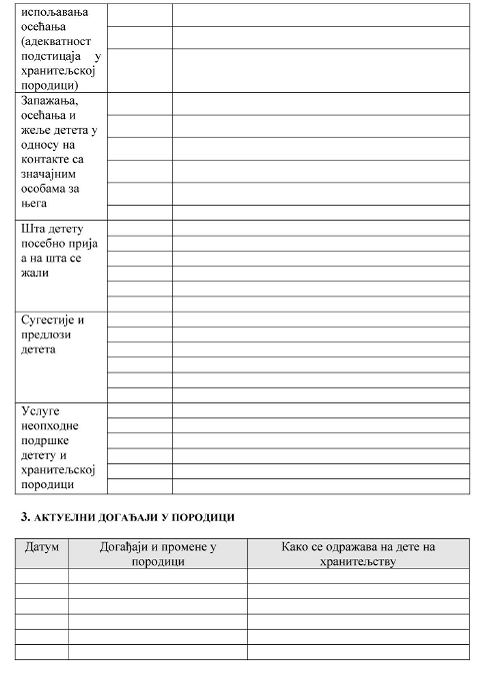 испољавања
осећања
(адекватност
подстицаја у
хранитељској
породици)
Запажања,
осећања и
жеље детета у
односу на
контакте са
значајним
особама за
њега
Шта детету
посебно прија
а на шта се
жали
Сугестије и
предлози
детета
Услуге
неопходне
подршке
детету и
хранитељској
породици
3. АКТУЕЛНИ ДОГАЂАЈИ У ПОРОДИЦИ
Датум Догађаји и промене у Како се одражава на дете на
породици хранитељству